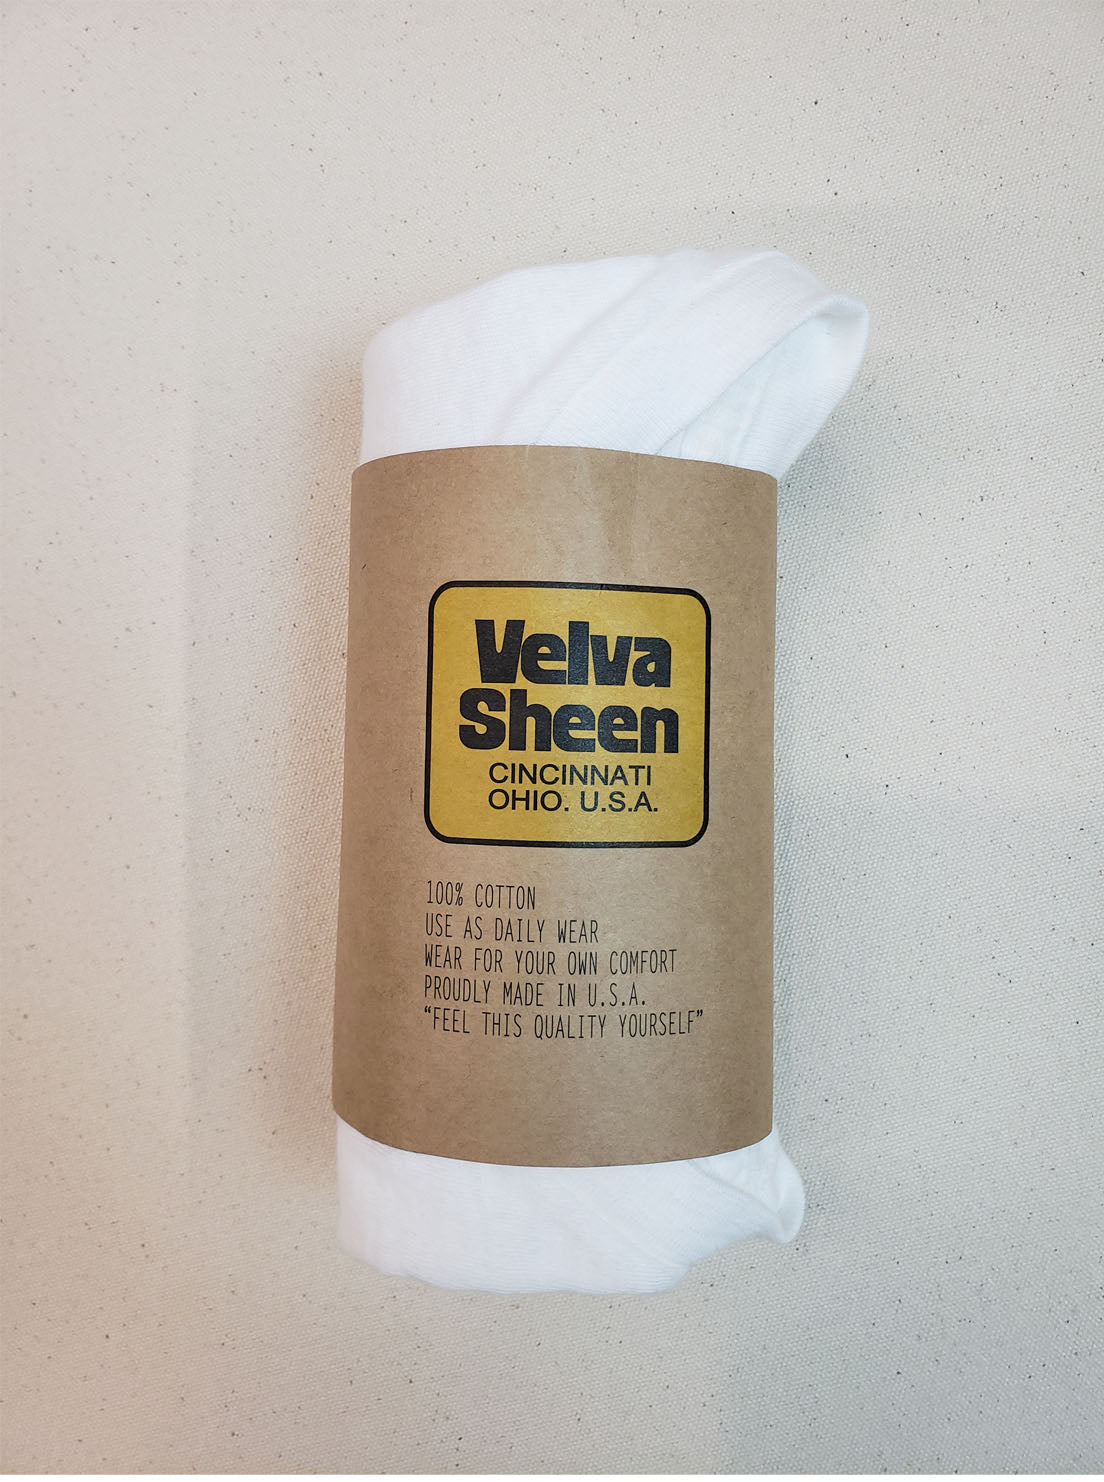 Velva
Sheen
CINCINNATI
OHIO. U.S.A.
100% COTTON
USE AS DAILY WEAR
WEAR FOR YOUR OWN COMFORT
PROUDLY MADE IN U.S.A.
“FEEL THIS QUALITY YOURSELF”